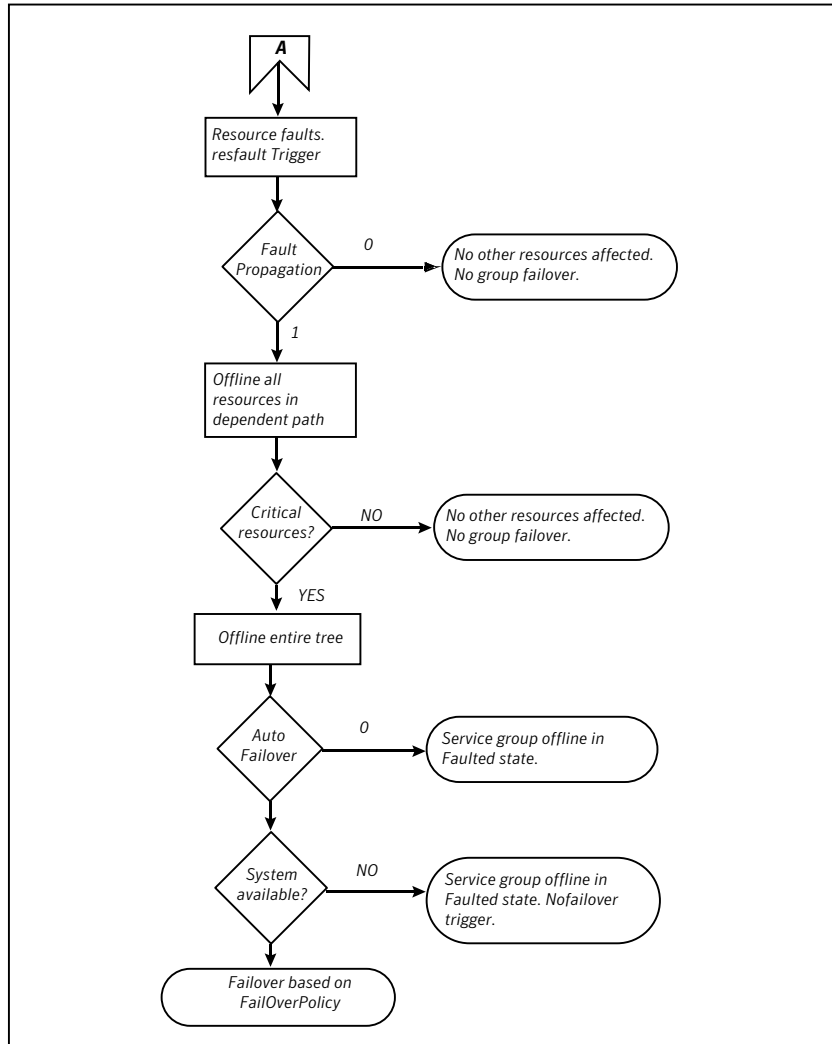 A
Resource faults.
resfault Trigger
Fault
Propagation
0
No other resources affected.
No group failover.
1
Offline all
resources in
dependent path
Critical
resources?
NO
No other resources affected.
No group failover.
YES
Offline entire tree
Auto
Failover
0
Service group offline in
Faulted state.
System
available?
NO
Service group offline in
Faulted state. Nofailover
trigger.
Failover based on
FailOverPolicy